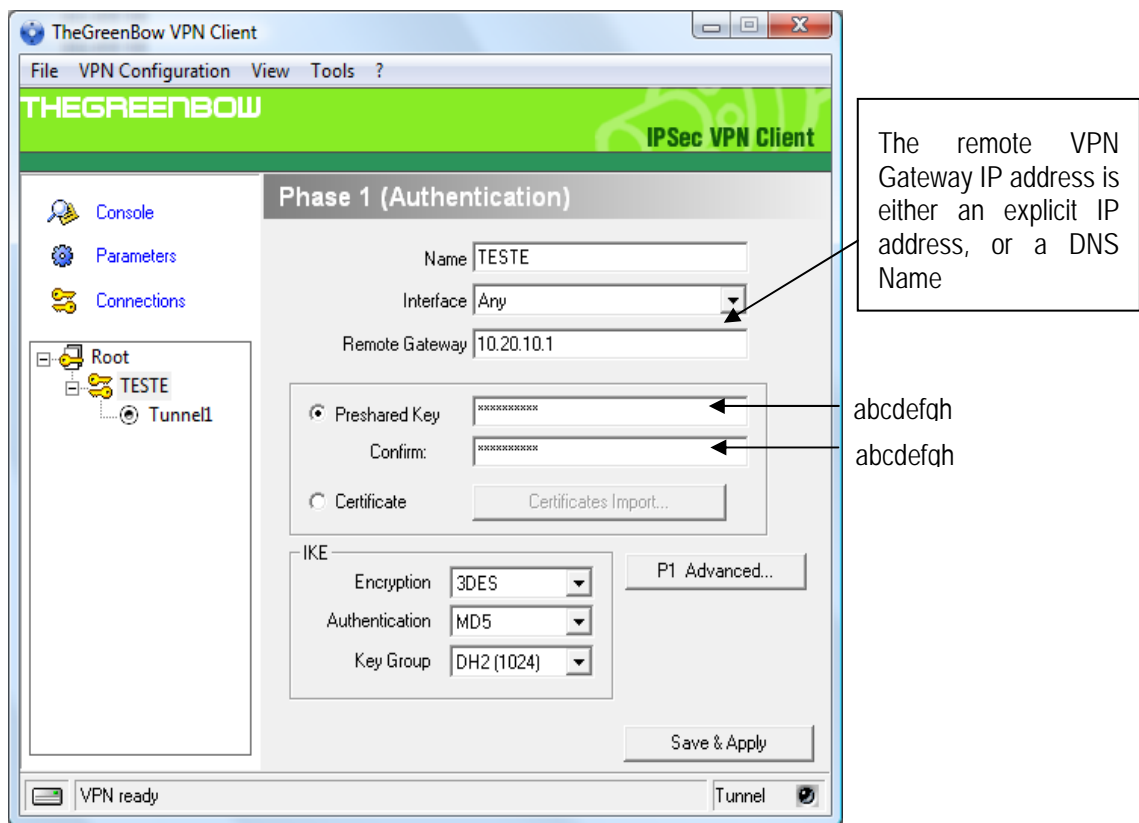 TheGreenBow VPN Client
File VPN Configuration View Tools ?
THEGREENBOW
IPSec VPN Client
Console
Parameters
Connections
Root
TESTE
Tunnel1
Phase 1 (Authentication)
Name TESTE
Interface Any
Remote Gateway 10.20.10.1
Preshared Key **********
Confirm: **********
Certificate Certificates Import...
IKE
Encryption 3DES
Authentication MD5
Key Group DH2 (1024)
P1 Advanced...
Save & Apply
VPN ready
Tunnel
The remote VPN
Gateway IP address is
either an explicit IP
address, or a DNS
Name
abcdefgh
abcdefgh